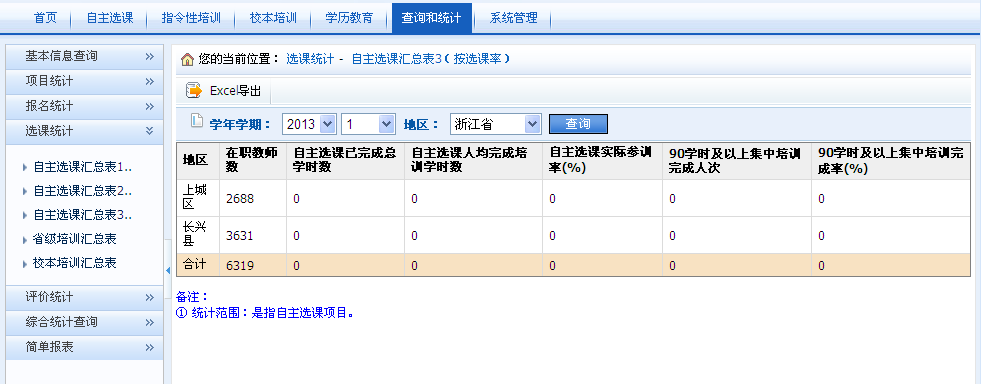 首页 自主选课 指令性培训 校本培训 学历教育 查询和统计 系统管理
基本信息查询
项目统计
报名统计
选课统计
自主选课汇总表1..
自主选课汇总表2..
自主选课汇总表3..
省级培训汇总表
校本培训汇总表
评价统计
综合统计查询
简单报表
您的当前位置： 选课统计 - 自主选课汇总表3（按选课率）
Excel导出
学年学期： 2013 1 地区： 浙江省 查询
地区 在职教师数 自主选课已完成总学时数 自主选课人均完成培训学时数 自主选课实际参训率(%) 90学时及以上集中培训完成人次 90学时及以上集中培训完成率(%)
上城区 2688 0 0 0 0 0
长兴县 3631 0 0 0 0 0
合计 6319 0 0 0 0 0
备注：
① 统计范围：是指自主选课项目。